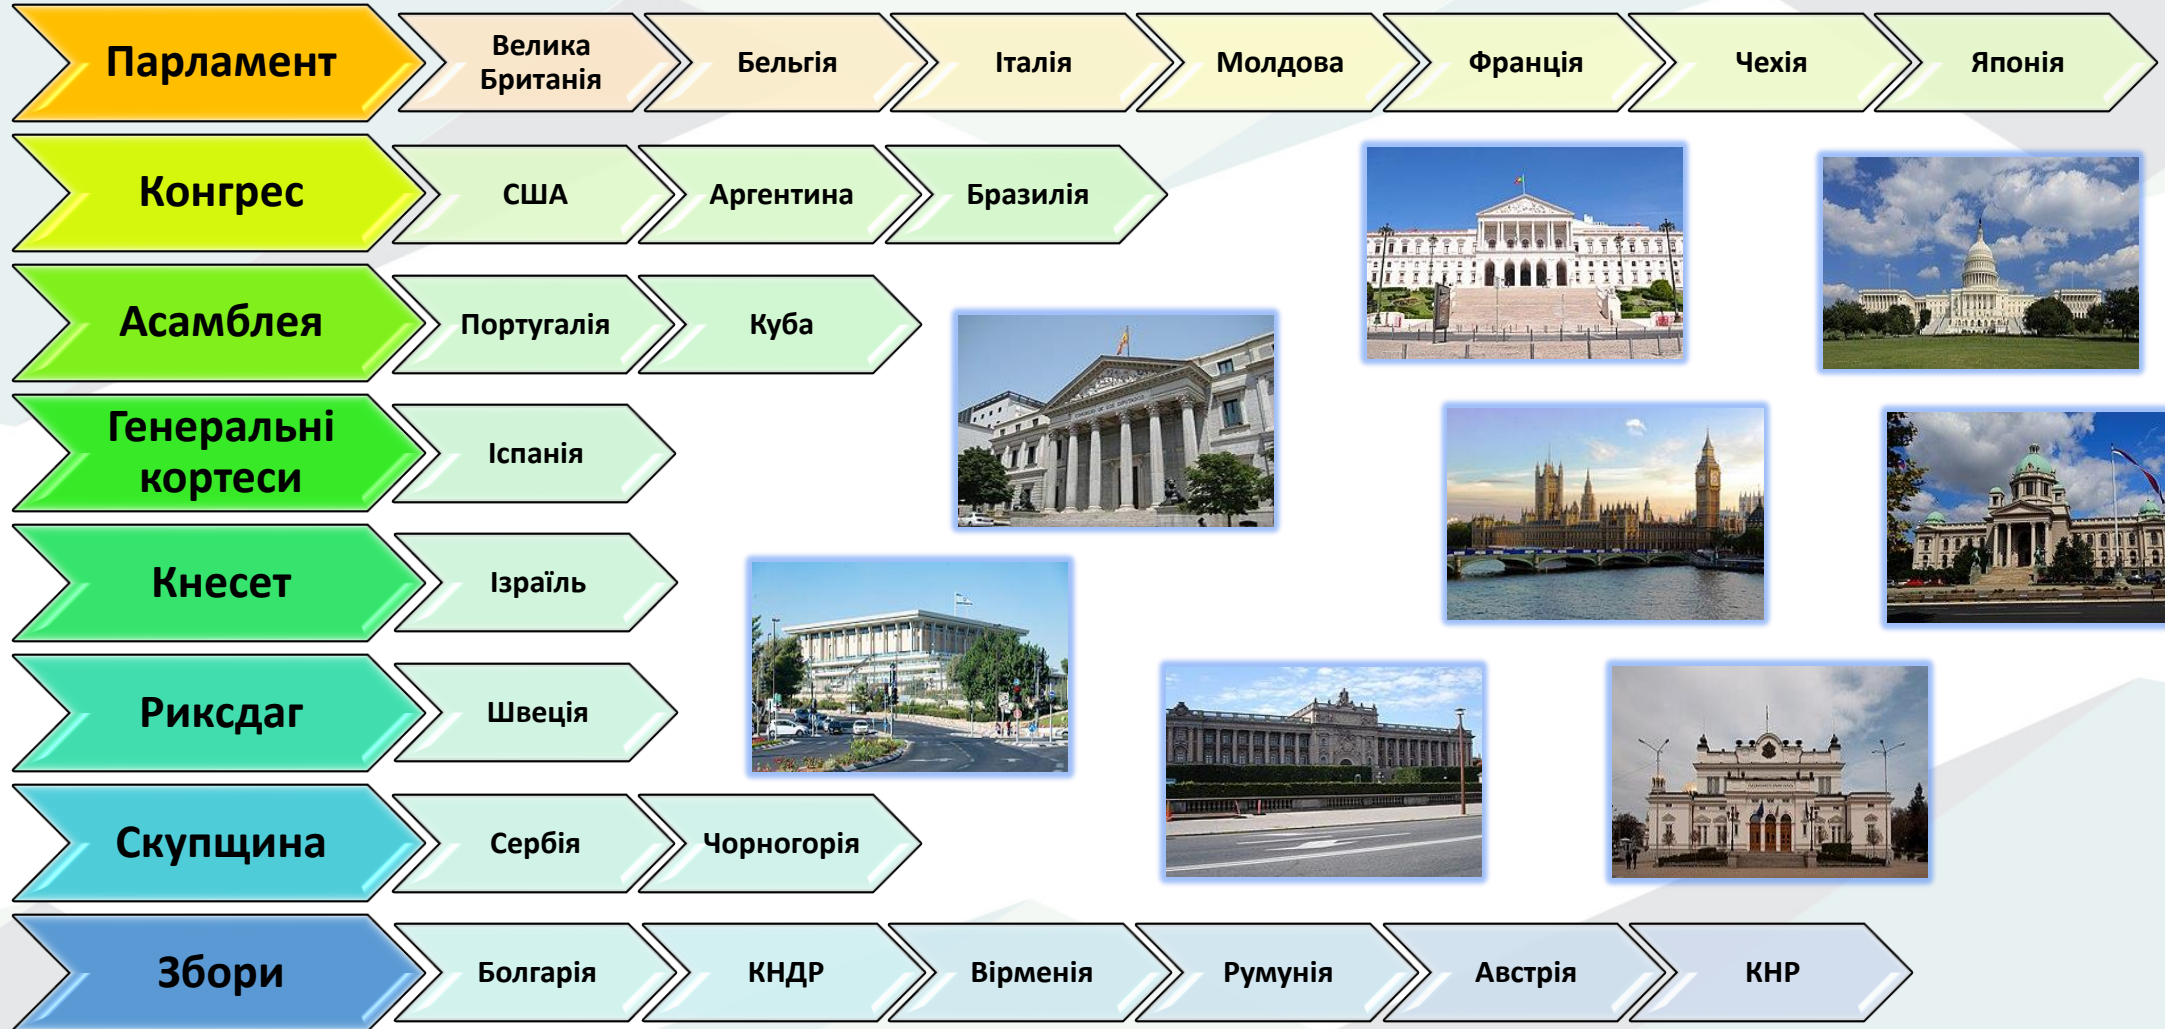 Парламент
Велика
Британія
Бельгія
Італія
Молдова
Франція
Чехія
Японія
Конгрес
США
Аргентина
Бразилія
Асамблея
Португалія
Куба
Генеральні
кортеси
Іспанія
Кнесет
Ізраїль
Риксдаг
Швеція
Скупщина
Сербія
Чорногорія
Збори
Болгарія
КНДР
Вірменія
Румунія
Австрія
КНР